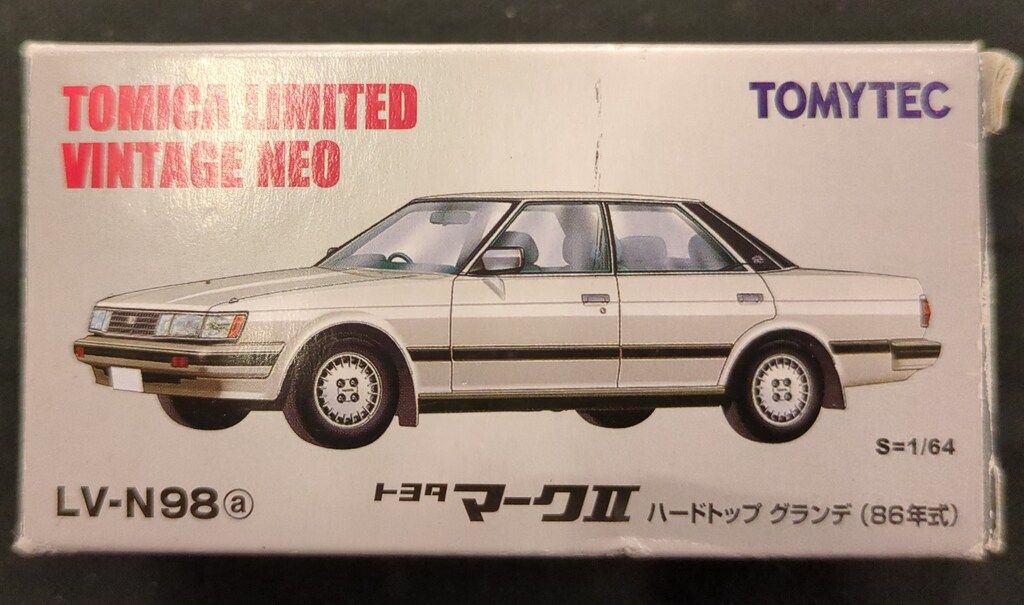 TOMICA LIMITED
VINTAGE NEO
TOMYTEC
S=1/64
LV-N98ⓐ
トヨタ マークII ハードトップ グランデ (86年式)